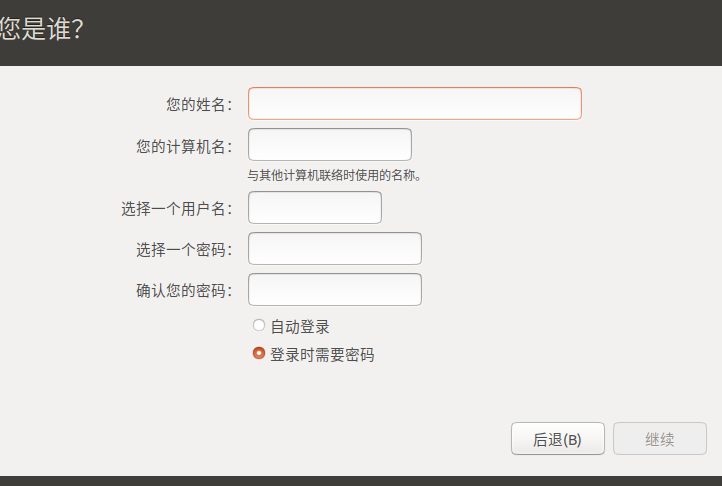 您是谁？
您的姓名：
您的计算机名：
与其他计算机联络时使用的名称。
选择一个用户名：
选择一个密码：
确认您的密码：
自动登录
登录时需要密码
后退(B)
继续